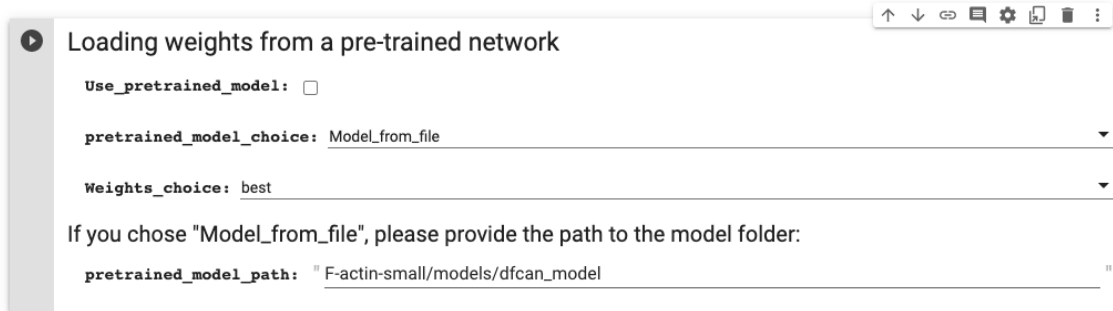 Loading weights from a pre-trained network
Use_pretrained_model:
pretrained_model_choice: Model_from_file
Weights_choice: best
If you chose "Model_from_file", please provide the path to the model folder:
pretrained_model_path: "F-actin-small/models/dfcan_model"